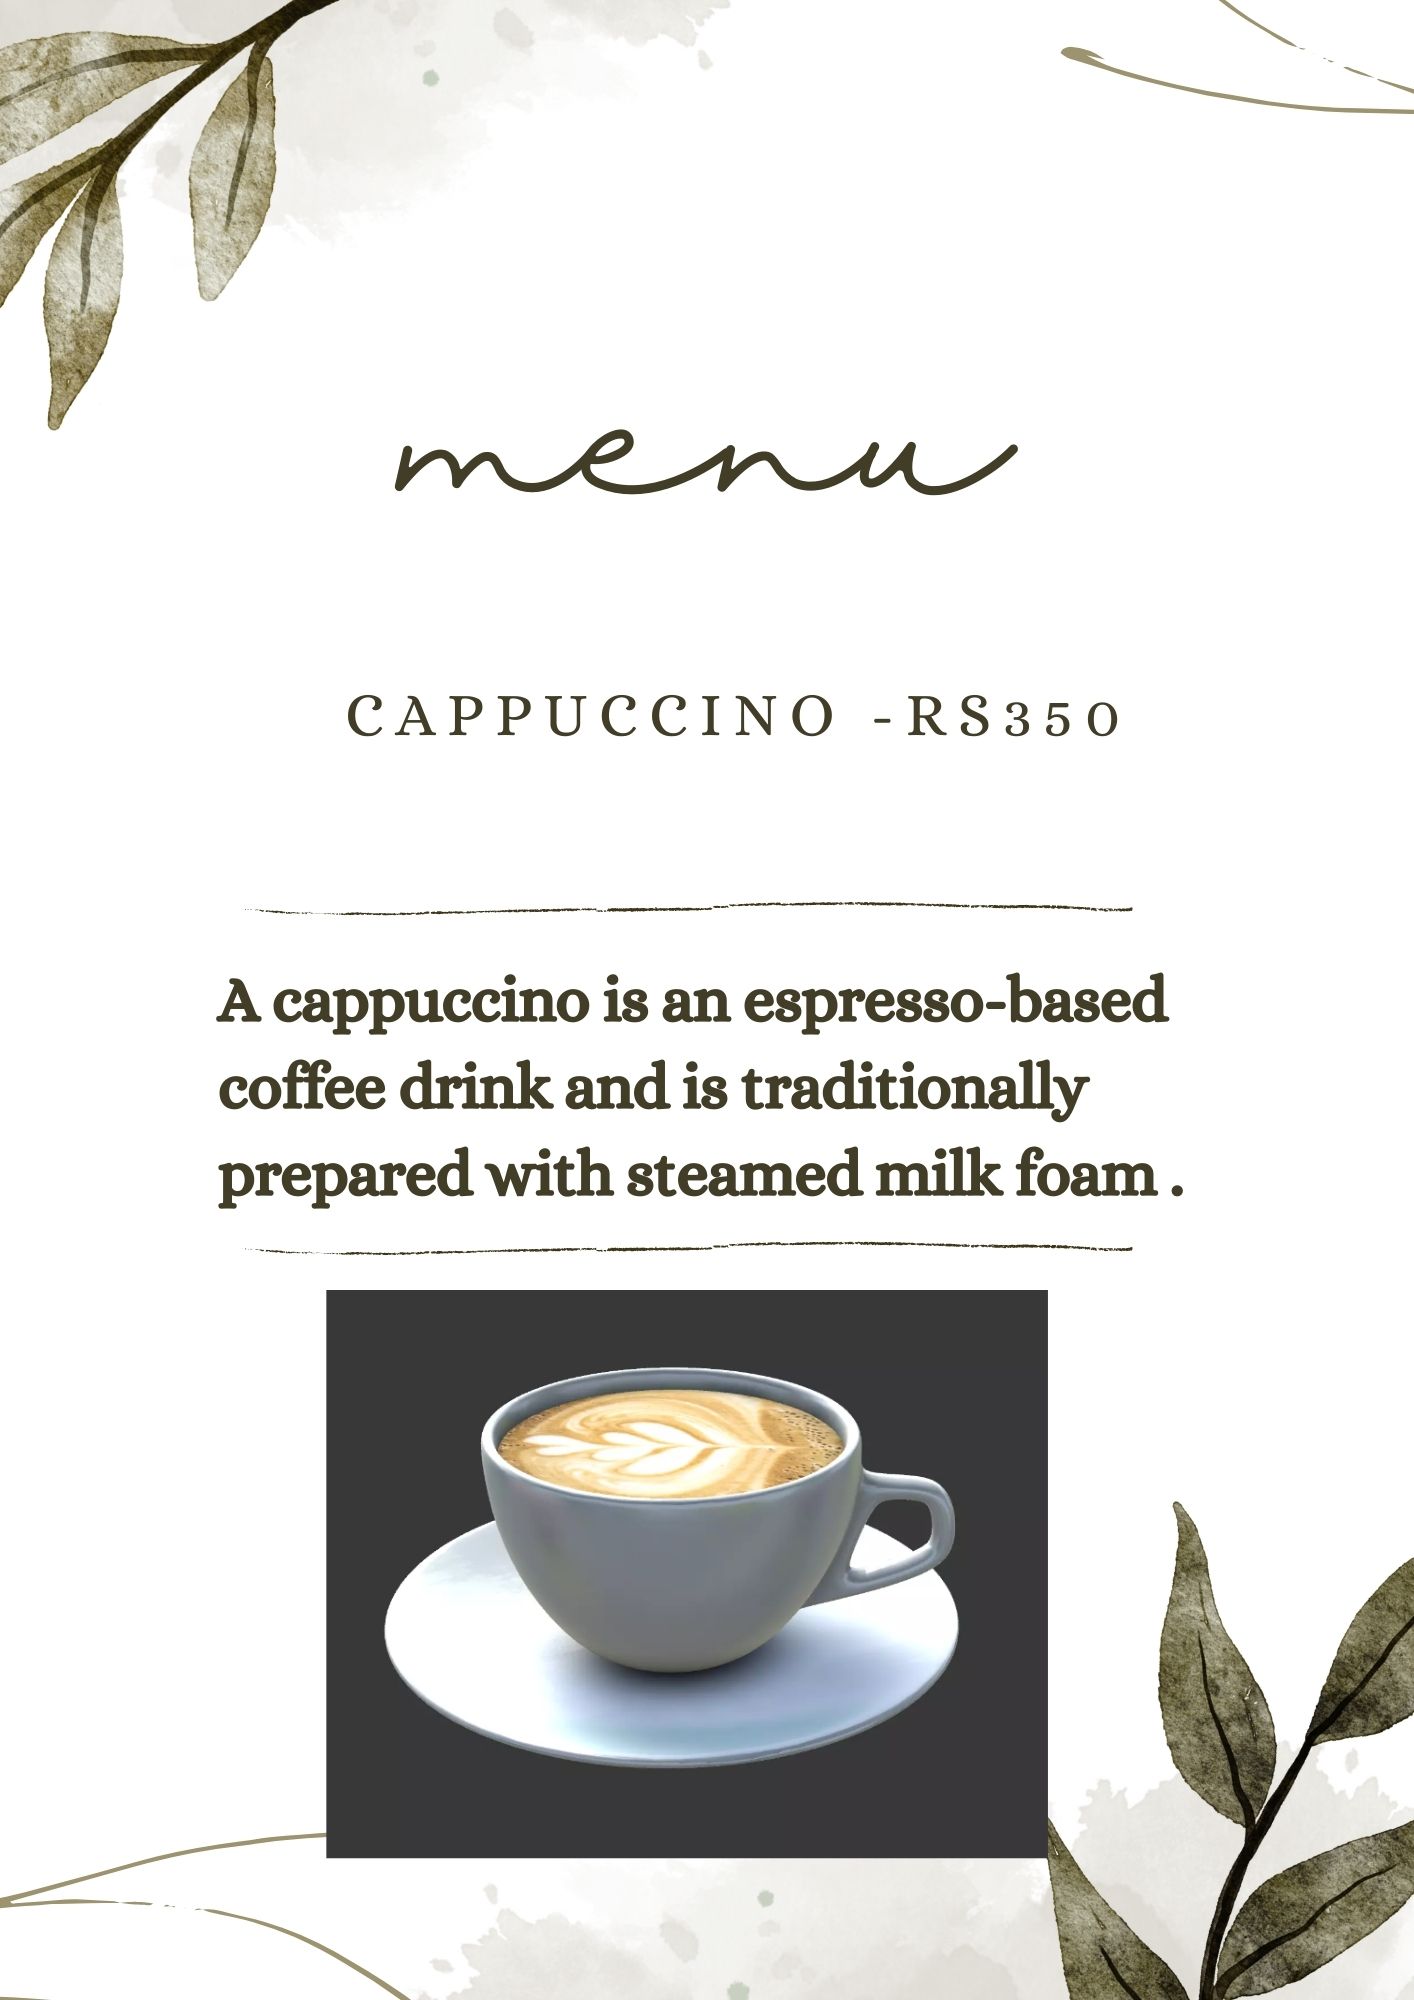 menu
CAPPUCCINO -RS350
A cappuccino is an espresso-based
coffee drink and is traditionally
prepared with steamed milk foam .